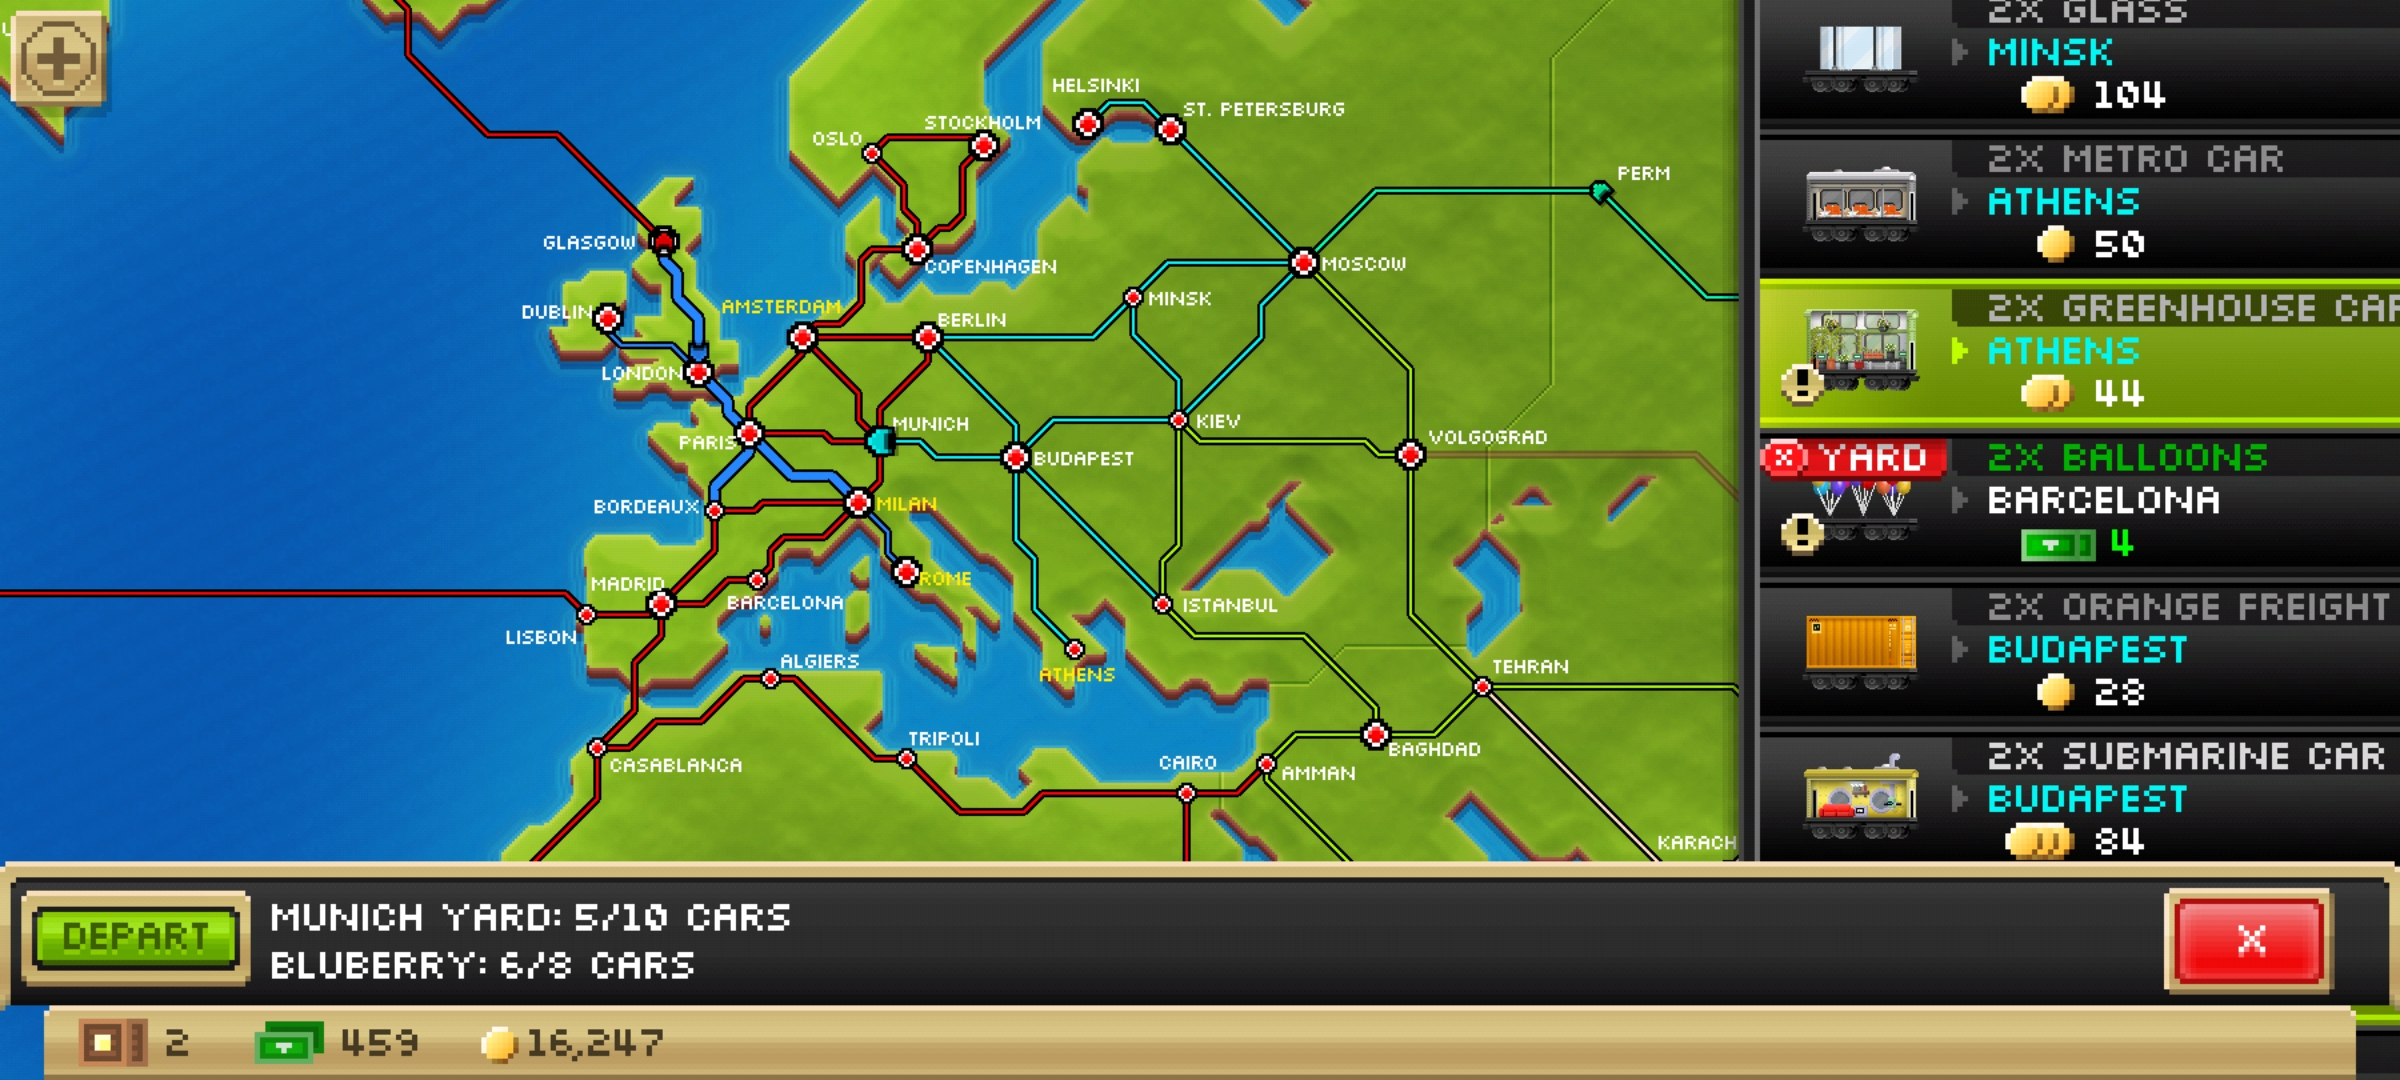 HELSINKI
ST. PETERSBURG
STOCKHOLM
OSLO
PERM
GLASGOW
COPENHAGEN
MOSCOW
DUBLIN
AMSTERDAM
MINSK
BERLIN
LONDON
MUNICH
KIEV
PARIS
BUDAPEST
VOLGOGRAD
BORDEAUX
MILAN
MADRID
ROME
BARCELONA
ISTANBUL
LISBON
ALGIERS
ATHENS
TEHRAN
TRIPOLI
CASABLANCA
CAIRO
AMMAN
BAGHDAD
KARACH
2X GLASS
MINSK
104
2X METRO CAR
ATHENS
50
2X GREENHOUSE CAR
ATHENS
44
X YARD
2X BALLOONS
BARCELONA
4
2X ORANGE FREIGHT
BUDAPEST
28
2X SUBMARINE CAR
BUDAPEST
84
DEPART
MUNICH YARD: 5/10 CARS
BLUBERRY: 6/8 CARS
X
2
459
16,247